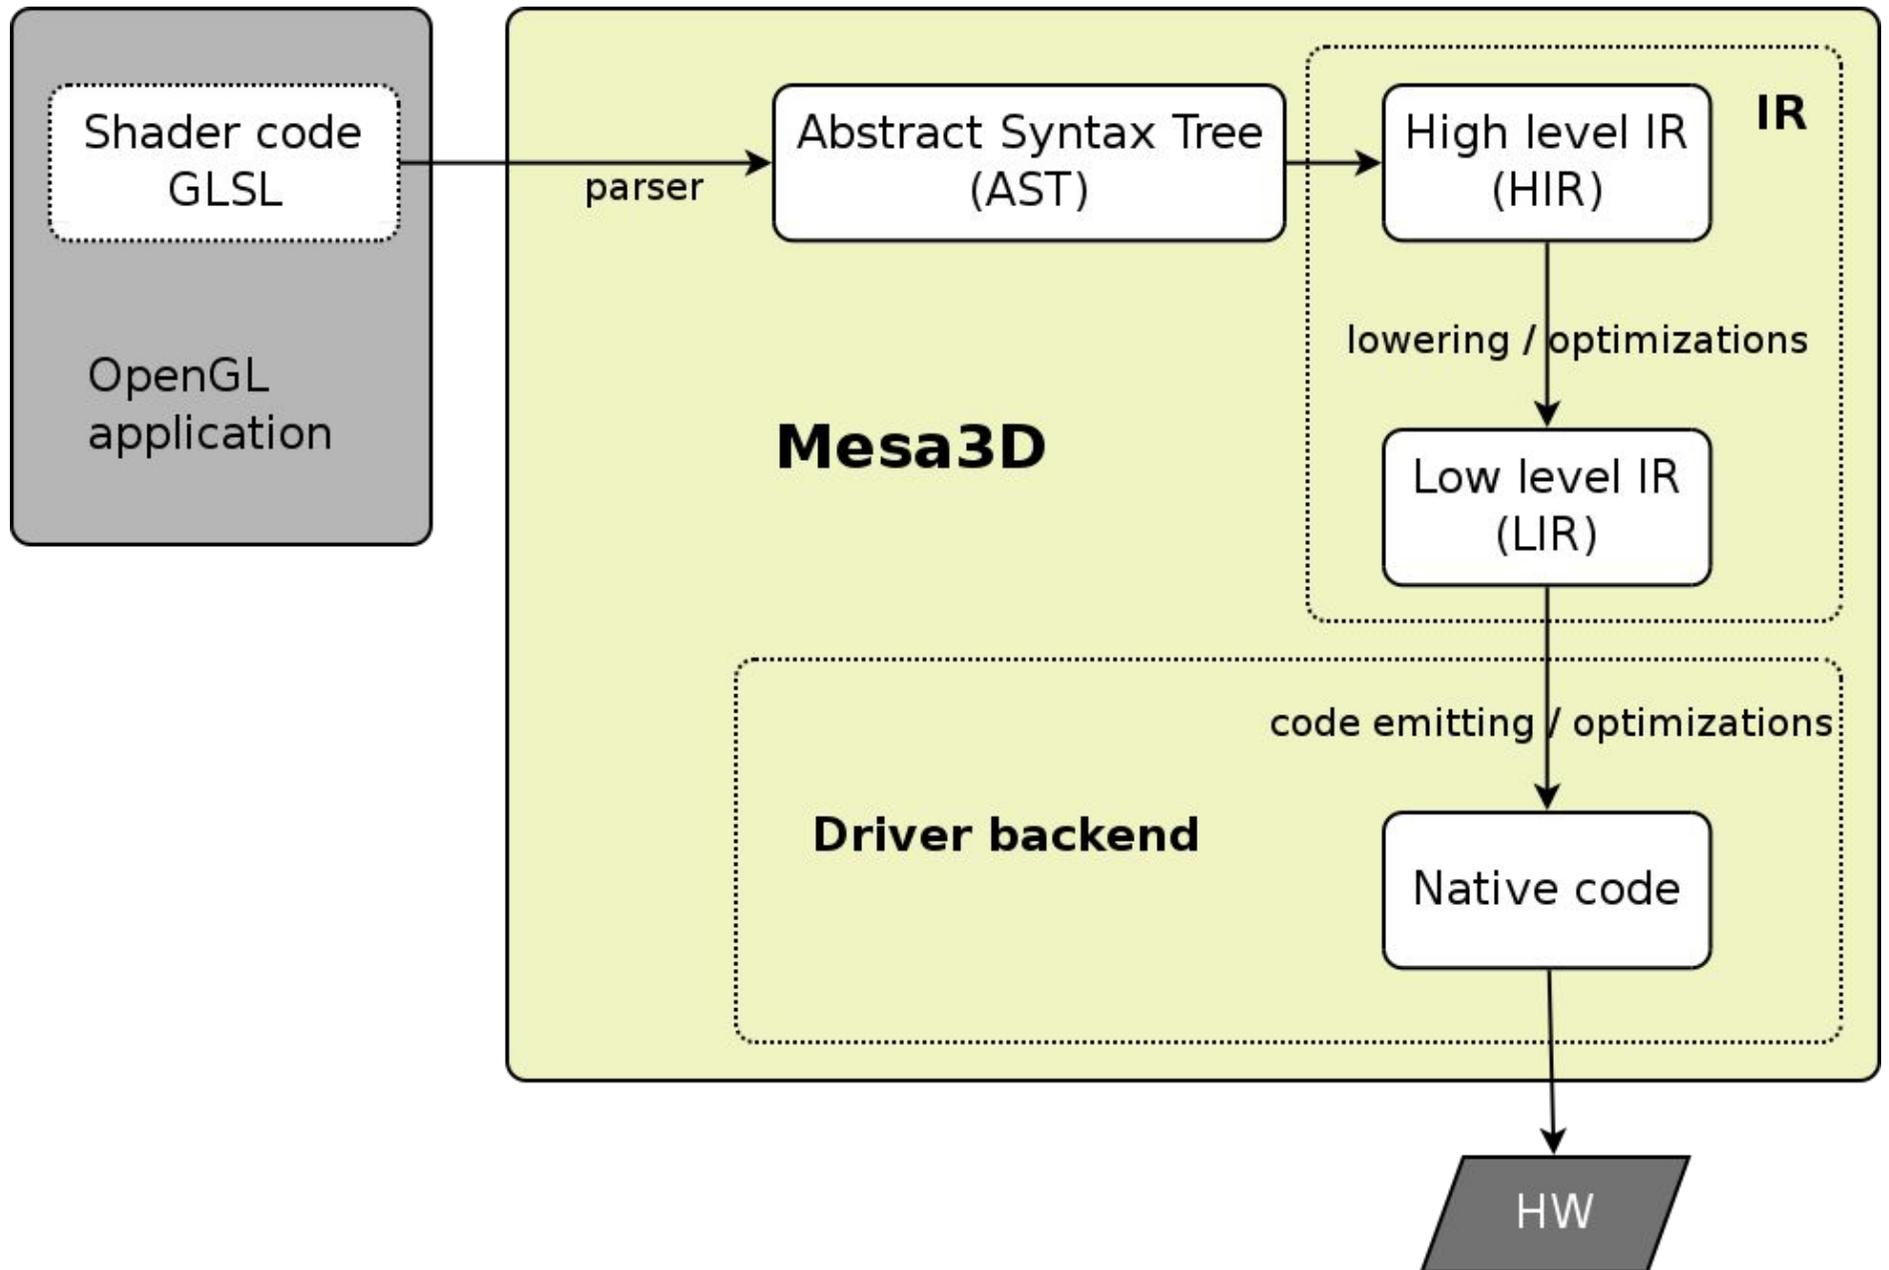 Shader code
GLSL
parser
Abstract Syntax Tree
(AST)
High level IR
(HIR)
IR
lowering / optimizations
OpenGL
application
Mesa3D
Low level IR
(LIR)
code emitting / optimizations
Driver backend
Native code
HW